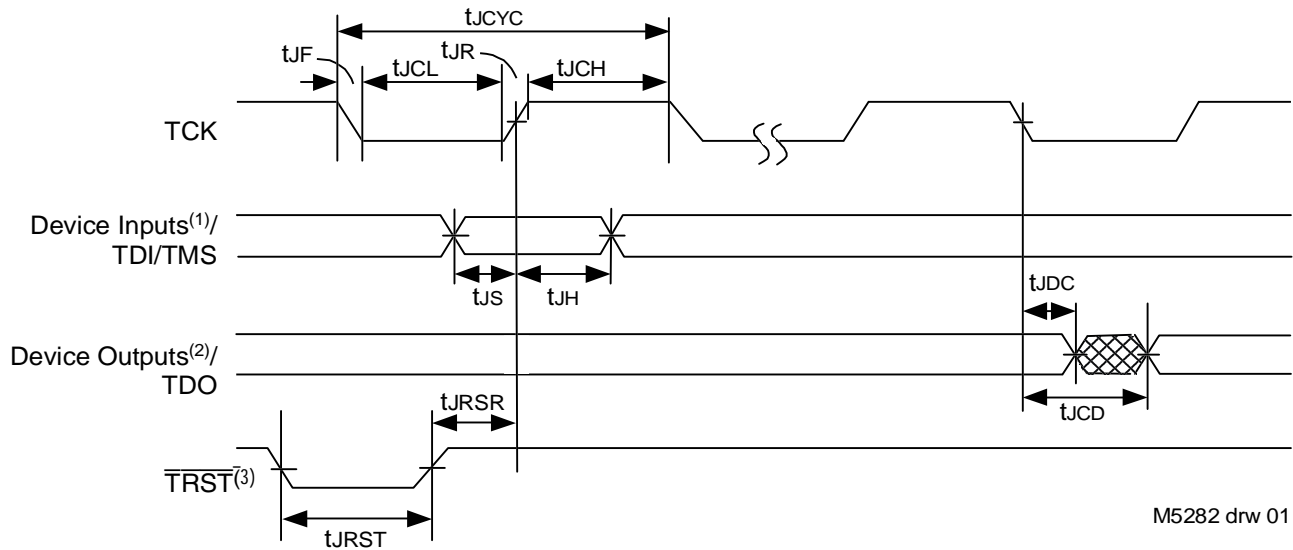 tJCYC
tJF
tJR
tJCL
tJCH
TCK
Device Inputs(1)/
TDI/TMS
tJS
tJH
tJDC
Device Outputs(2)/
TDO
tJRSR
tJCD
TRST(3)
tJRST
M5282 drw 01